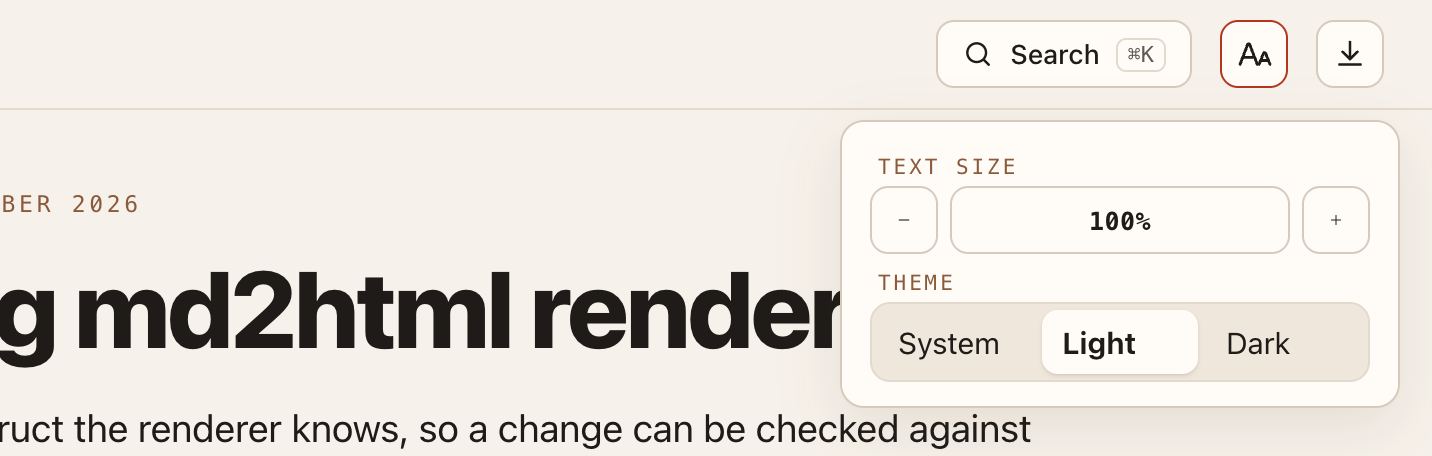 Search ⌘K AA
BER 2026
g md2html render
ruct the renderer knows, so a change can be checked against
TEXT SIZE
− 100% +
THEME
System Light Dark